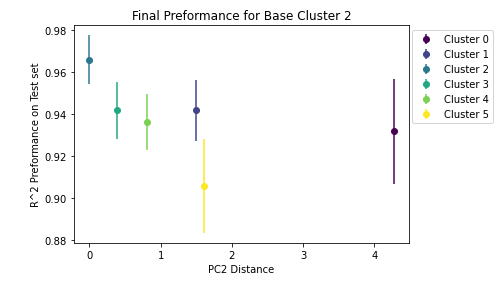 Final Preformance for Base Cluster 2
R^2 Preformance on Test set
0.98
0.96
0.94
0.92
0.90
0.88
0
1
2
3
4
PC2 Distance
Cluster 0
Cluster 1
Cluster 2
Cluster 3
Cluster 4
Cluster 5